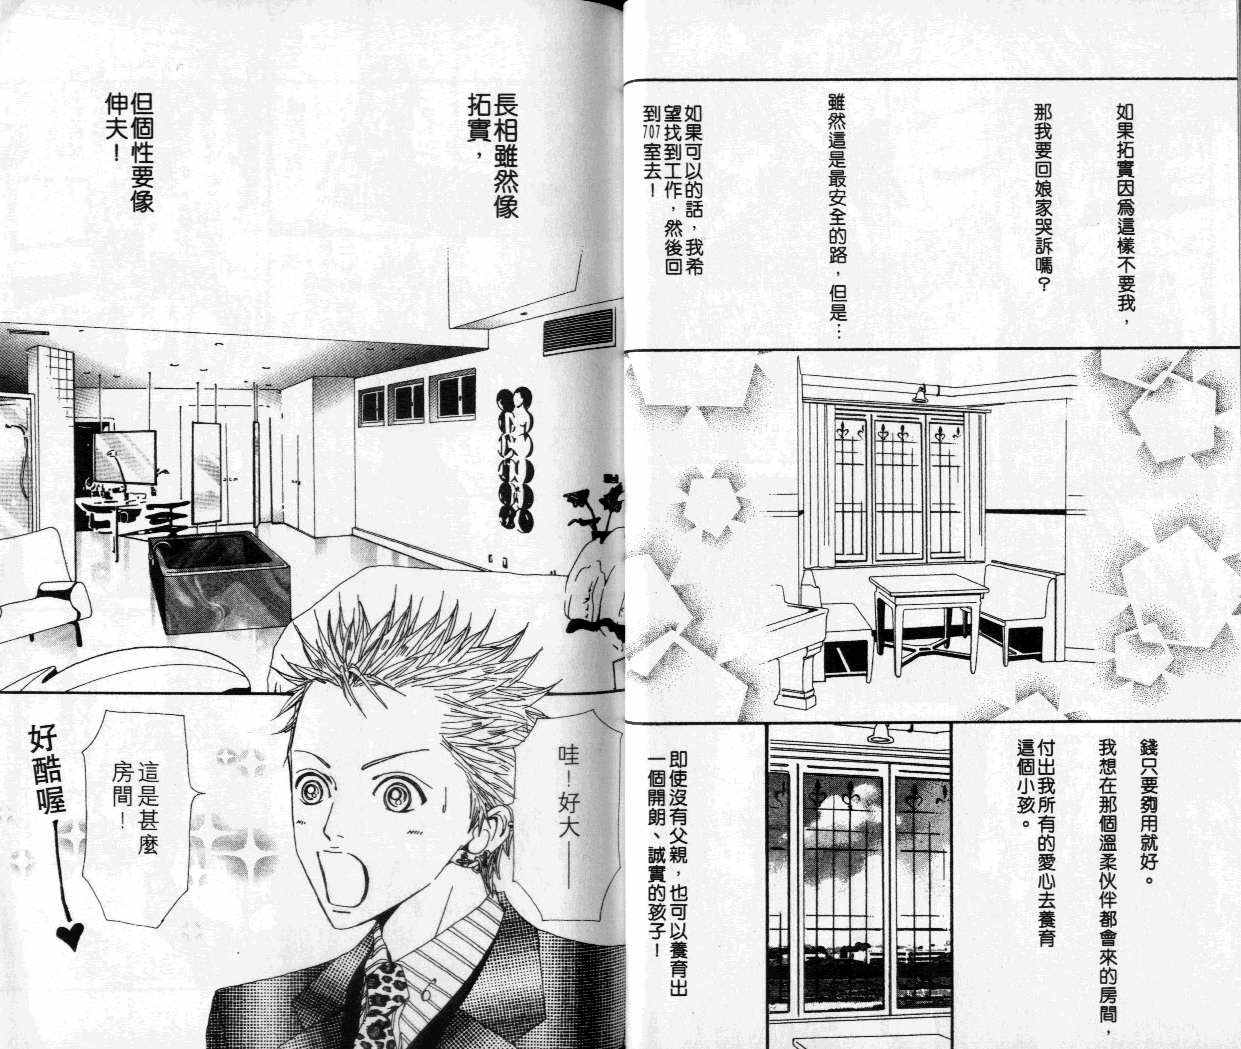 如果拓實因為這樣不要我，
那我要回娘家哭訴嗎？
雖然這是最安全的路，但是…
如果可以的話，我希
望找到工作，然後回
到707室去！
錢只要夠用就好。
我想在那個溫柔伙伴都會來的房間，
付出我所有的愛心去養育
這個小孩。
即使沒有父親，也可以養育出
一個開朗、誠實的孩子！
長相雖然像
拓實，
但個性要像
伸夫！
哇！好大——
這是甚麼
房間！
好酷喔——